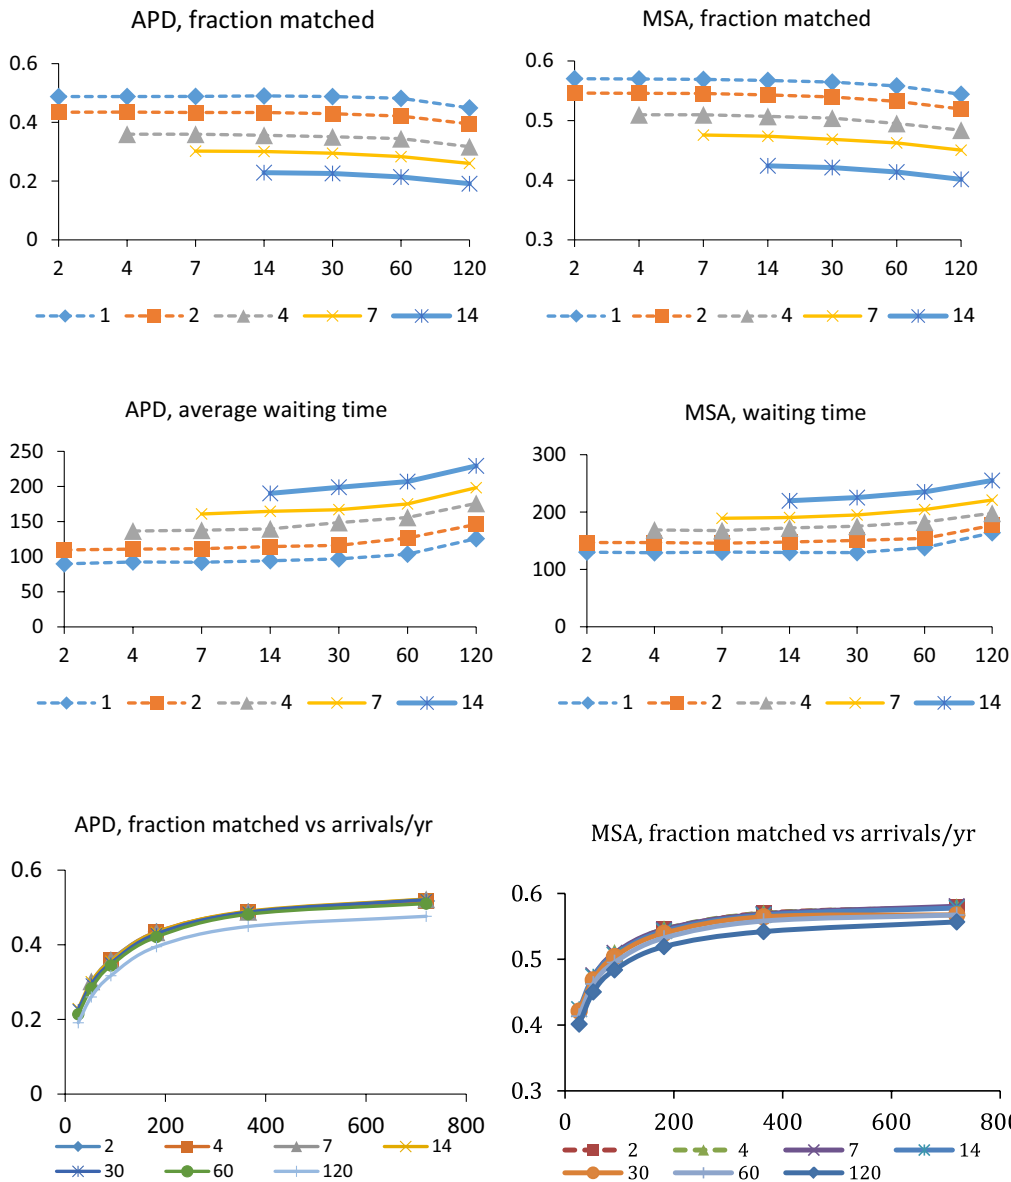 APD, fraction matched
0.6
0.4
0.2
0
2 4 7 14 30 60 120
1 2 4 7 14
MSA, fraction matched
0.6
0.5
0.4
0.3
2 4 7 14 30 60 120
1 2 4 7 14
APD, average waiting time
250
200
150
100
50
0
2 4 7 14 30 60 120
1 2 4 7 14
MSA, waiting time
300
200
100
0
2 4 7 14 30 60 120
1 2 4 7 14
APD, fraction matched vs arrivals/yr
0.6
0.4
0.2
0
0 200 400 600 800
2 4 7 14
30 60 120
MSA, fraction matched vs arrivals/yr
0.6
0.5
0.4
0.3
0 200 400 600 800
2 4 7 14
30 60 120